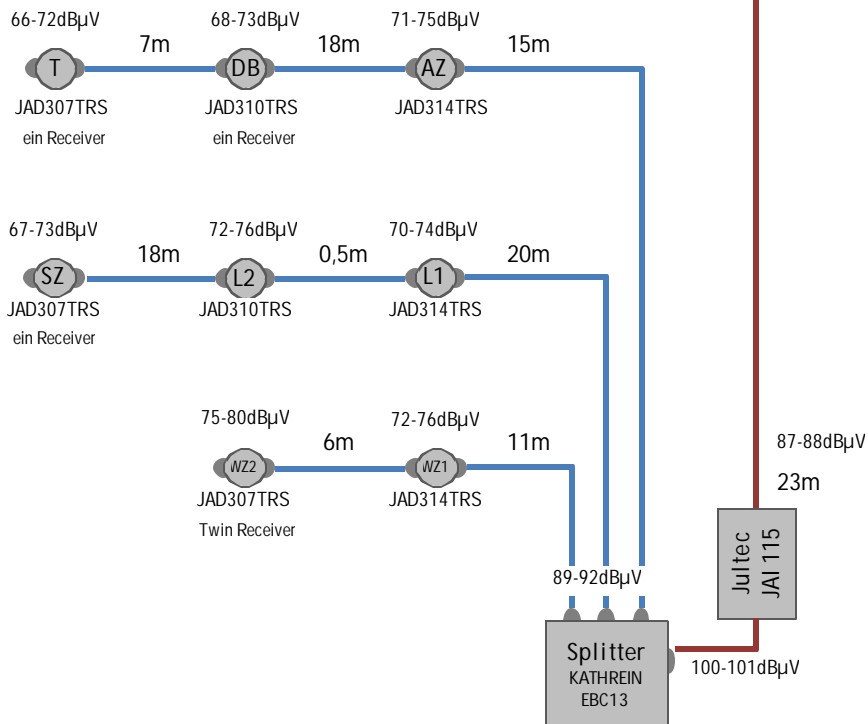 66-72dBµV
68-73dBµV
71-75dBµV
7m
18m
15m
T
DB
AZ
JAD307TRS
JAD310TRS
JAD314TRS
ein Receiver
ein Receiver
67-73dBµV
72-76dBµV
70-74dBµV
18m
0,5m
20m
SZ
L2
L1
JAD307TRS
JAD310TRS
JAD314TRS
ein Receiver
75-80dBµV
72-76dBµV
6m
11m
WZ2
WZ1
JAD307TRS
JAD314TRS
Twin Receiver
87-88dBµV
23m
Jultec
JAI 115
89-92dBµV
100-101dBµV
Splitter
KATHREIN
EBC13